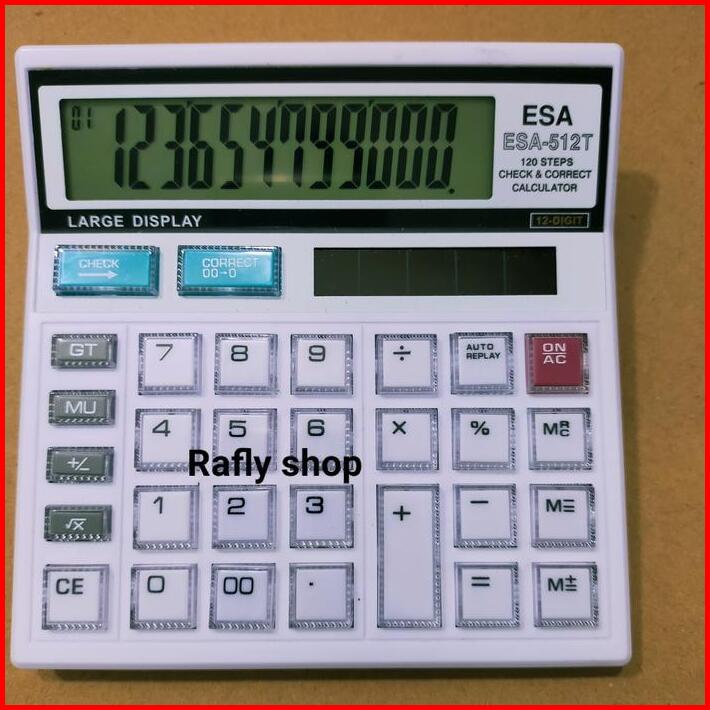 01 123654799000.
ESA
ESA-512T
120 STEPS
CHECK & CORRECT
CALCULATOR
LARGE DISPLAY
12-DIGIT
CHECK
→
CORRECT
00→0
GT 7 8 9 ÷ AUTO REPLAY ON AC
MU 4 5 6 × % MRC
Rafly shop
+/− 1 2 3 + − M−
√X
CE 0 00 . = M+